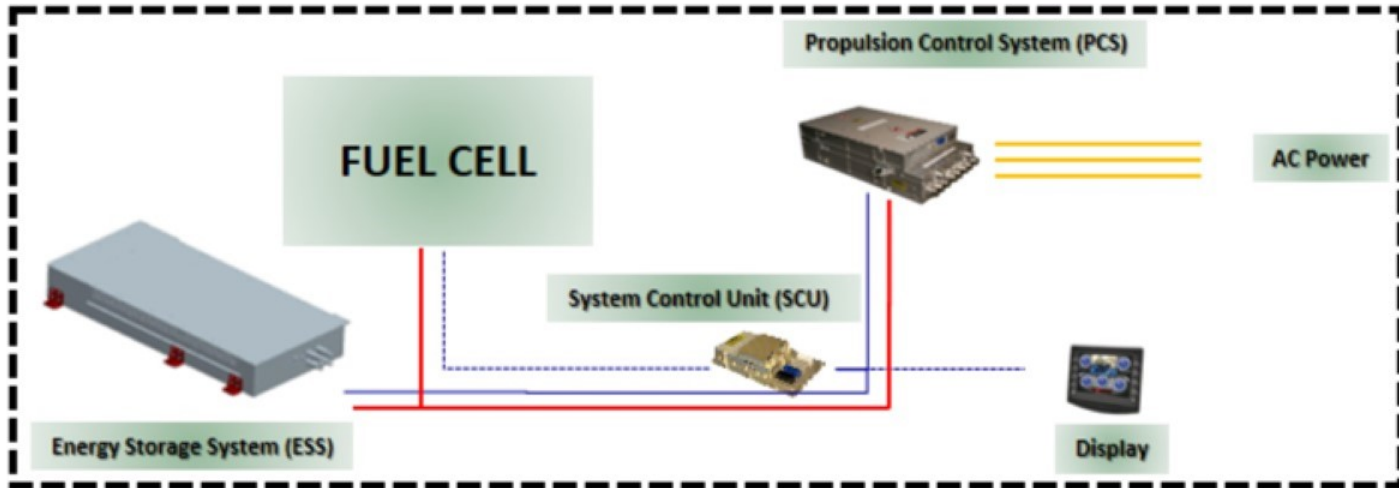 Propulsion Control System (PCS)
FUEL CELL
AC Power
System Control Unit (SCU)
Energy Storage System (ESS)
Display